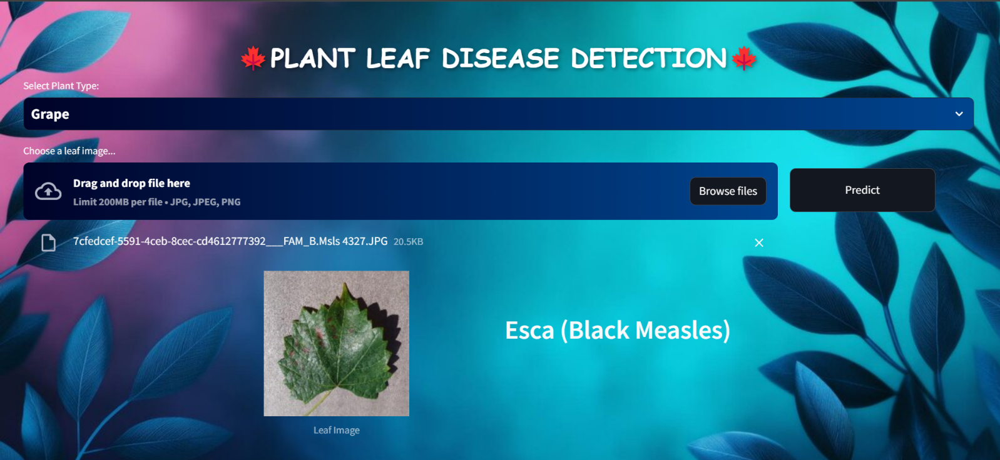 PLANT LEAF DISEASE DETECTION
Select Plant Type:
Grape
Choose a leaf image...
Drag and drop file here
Limit 200MB per file • JPG, JPEG, PNG
Browse files
Predict
7cfedcef-5591-4ceb-8cec-cd4612777392___FAM_B.Msls 4327.JPG 20.5KB
Esca (Black Measles)
Leaf Image